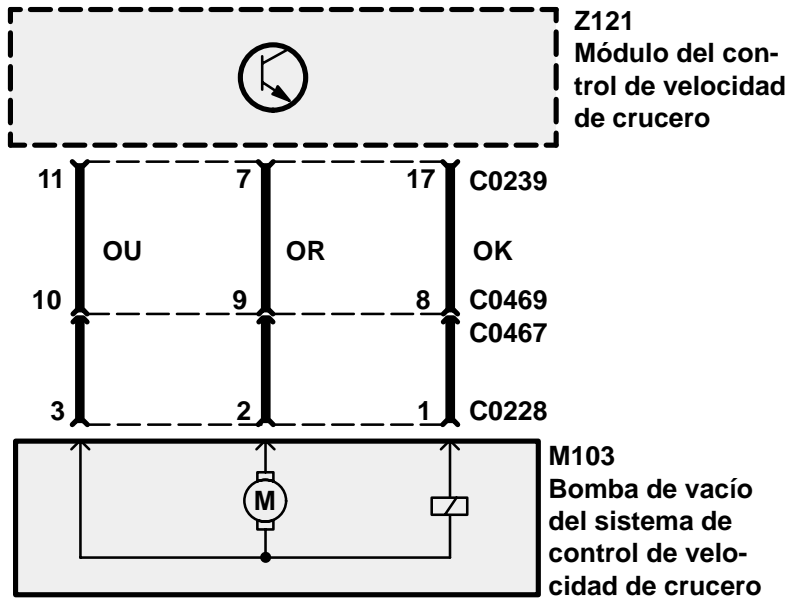 Z121
Módulo del con-
trol de velocidad
de crucero
11 7 17 C0239
OU OR OK
10 9 8 C0469
C0467
3 2 1 C0228
M103
Bomba de vacío
del sistema de
control de velo-
cidad de crucero
M